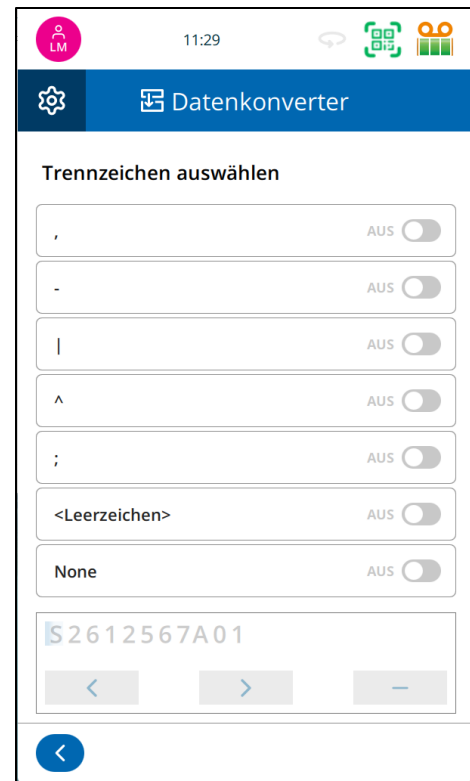 LM
11:29
Datenkonverter
Trennzeichen auswählen
, AUS
- AUS
| AUS
^ AUS
; AUS
<Leerzeichen> AUS
None AUS
S2612567A01